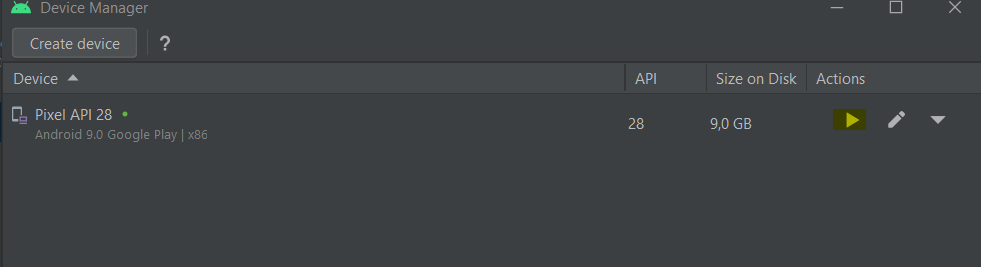 Device Manager
Create device ?
Device API Size on Disk Actions
Pixel API 28
Android 9.0 Google Play | x86
28 9,0 GB